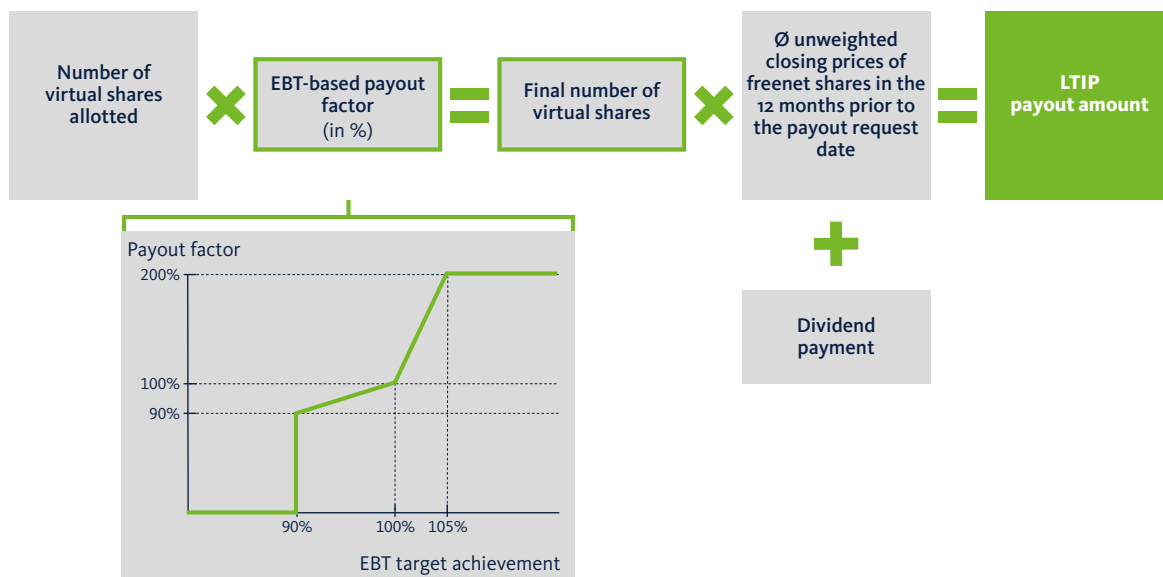 Number of
virtual shares
allotted
EBT-based payout
factor
(in %)
Final number of
virtual shares
Ø unweighted
closing prices of
freenet shares in the
12 months prior to
the payout request
date
LTIP
payout amount
Dividend
payment
Payout factor
200%
100%
90%
90%
100%
105%
EBT target achievement